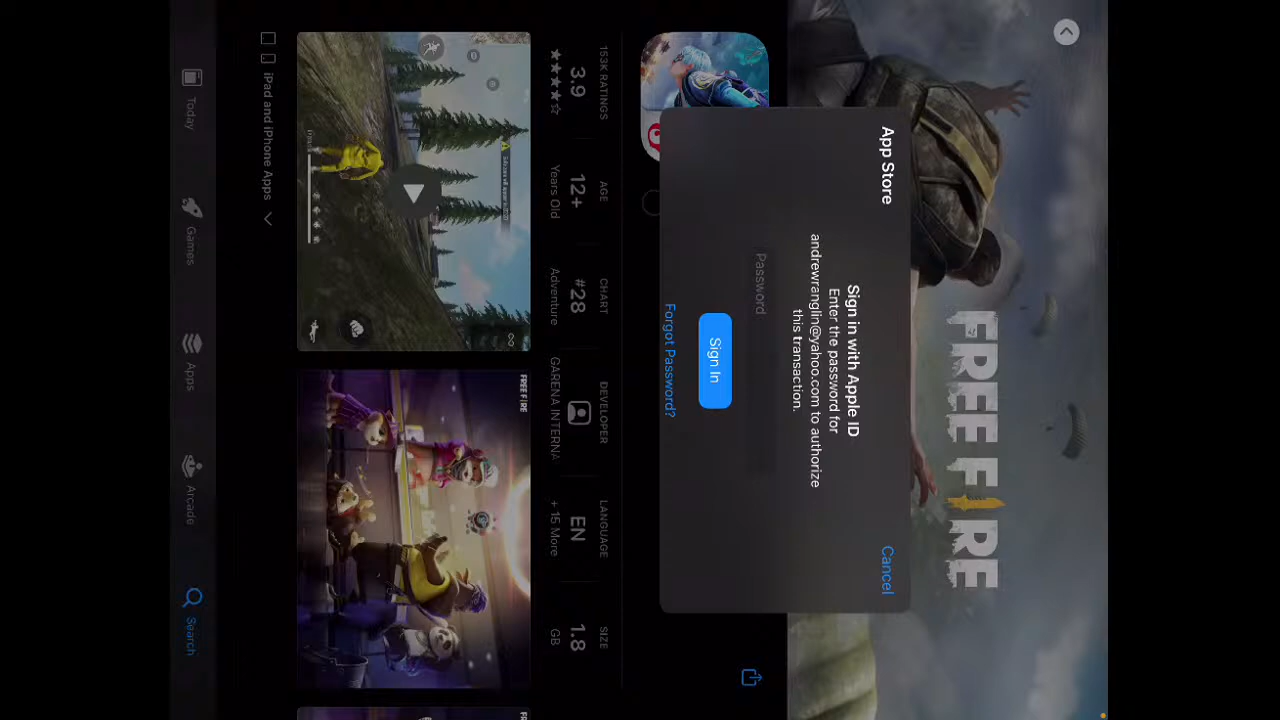 FREE FIRE
App Store
Cancel
Sign in with Apple ID
Enter the password for
andrewranglin@yahoo.com to authorize
this transaction.
Password
Sign In
Forgot Password?
153K RATINGS
3.9
★★★★☆
AGE
12+
Years Old
CHART
#28
Adventure
DEVELOPER
GARENA INTERNA
LANGUAGE
EN
+ 15 More
SIZE
1.8
GB
FREE FIRE
iPad and iPhone Apps
Today
Games
Apps
Arcade
Search